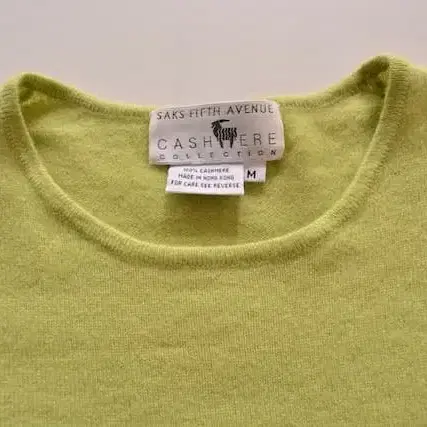 SAKS FIFTH AVENUE
CASHMERE
COLLECTION
100% CASHMERE
MADE IN HONG KONG
FOR CARE SEE REVERSE
M